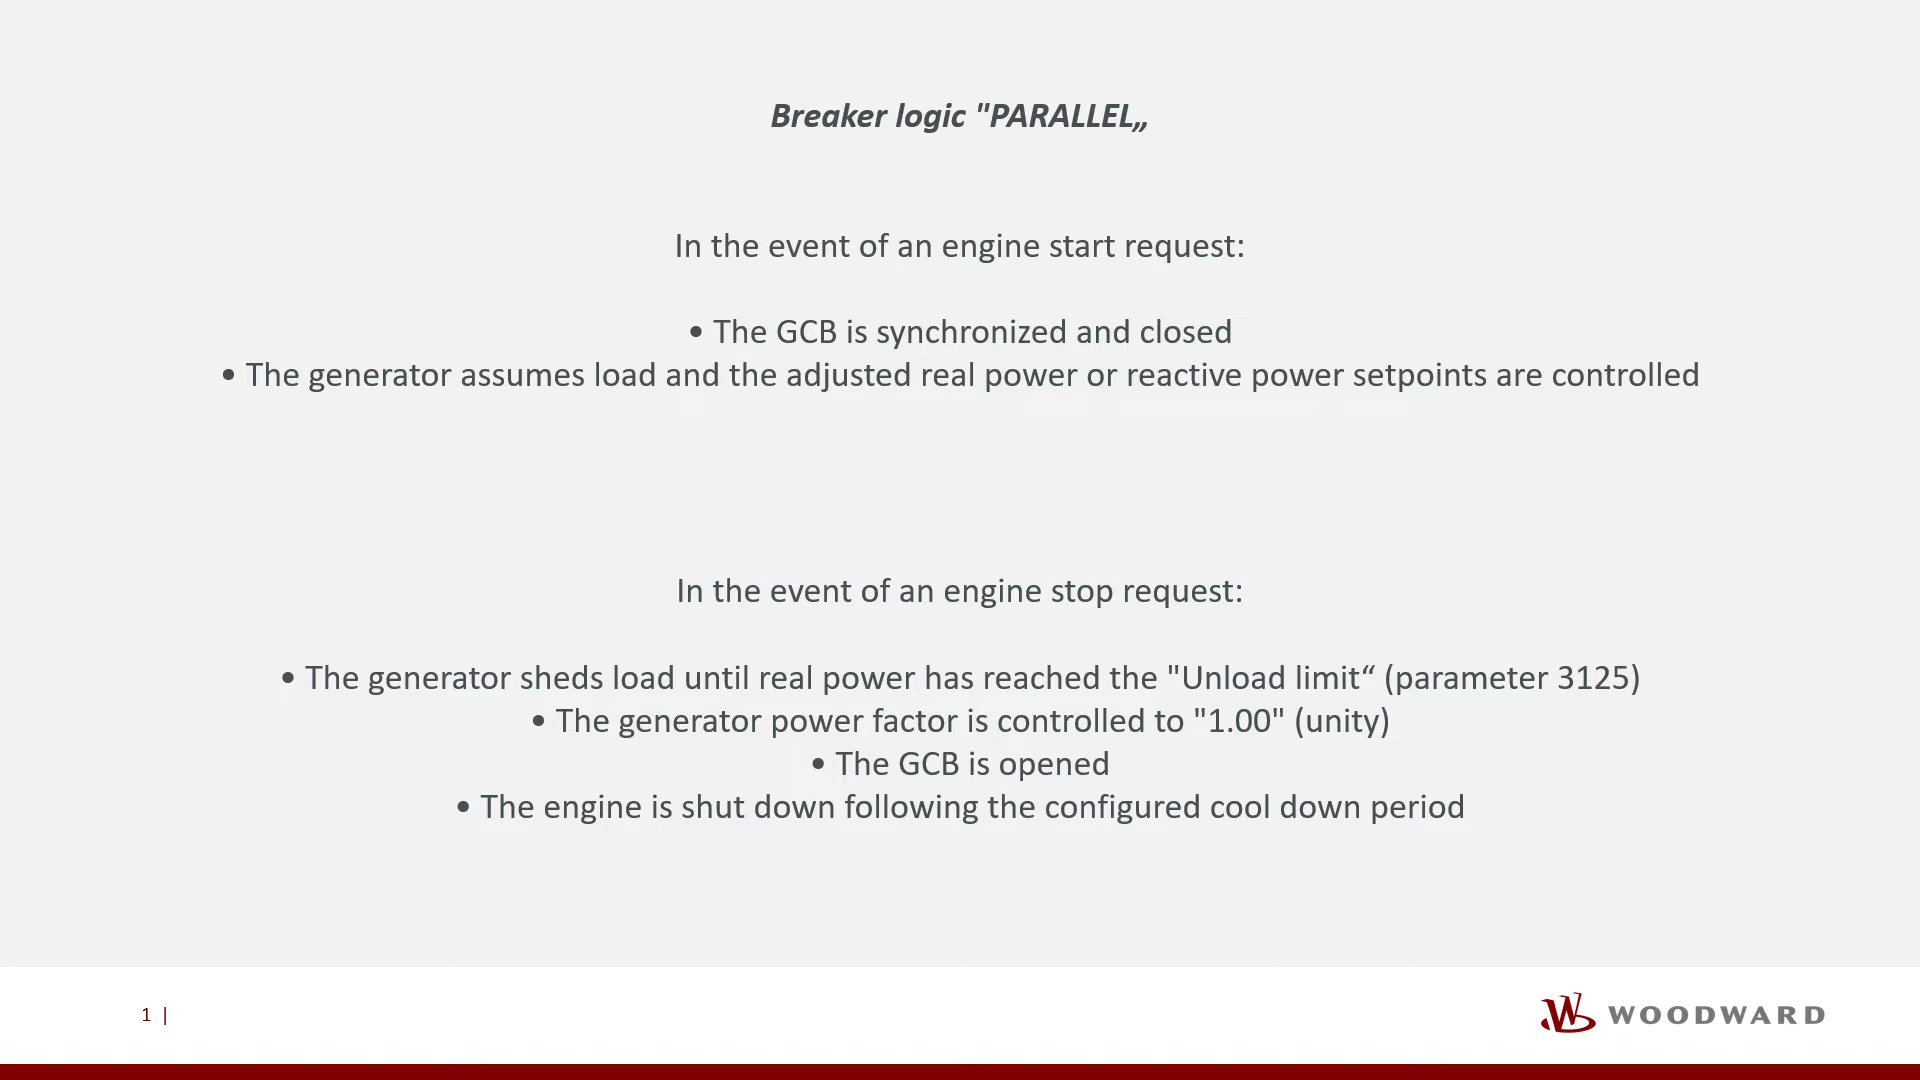 Breaker logic "PARALLEL„
In the event of an engine start request:
• The GCB is synchronized and closed
• The generator assumes load and the adjusted real power or reactive power setpoints are controlled
In the event of an engine stop request:
• The generator sheds load until real power has reached the "Unload limit“ (parameter 3125)
• The generator power factor is controlled to "1.00" (unity)
• The GCB is opened
• The engine is shut down following the configured cool down period
1 |
WOODWARD